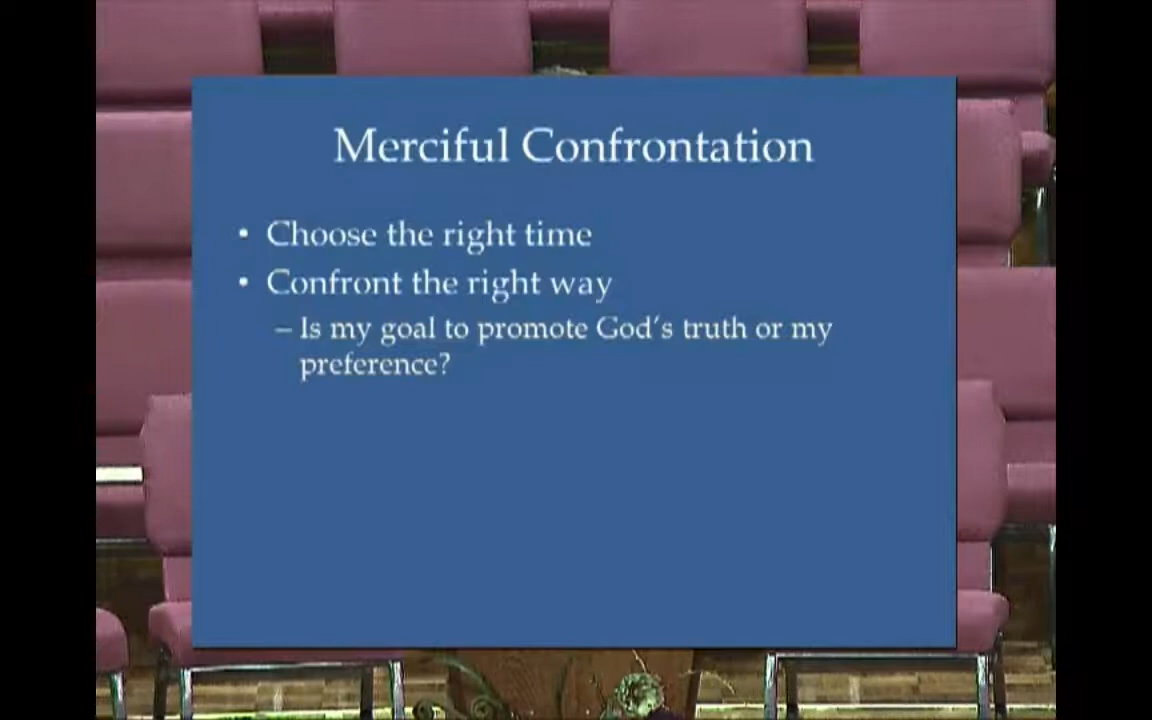 Merciful Confrontation
• Choose the right time
• Confront the right way
– Is my goal to promote God's truth or my
preference?